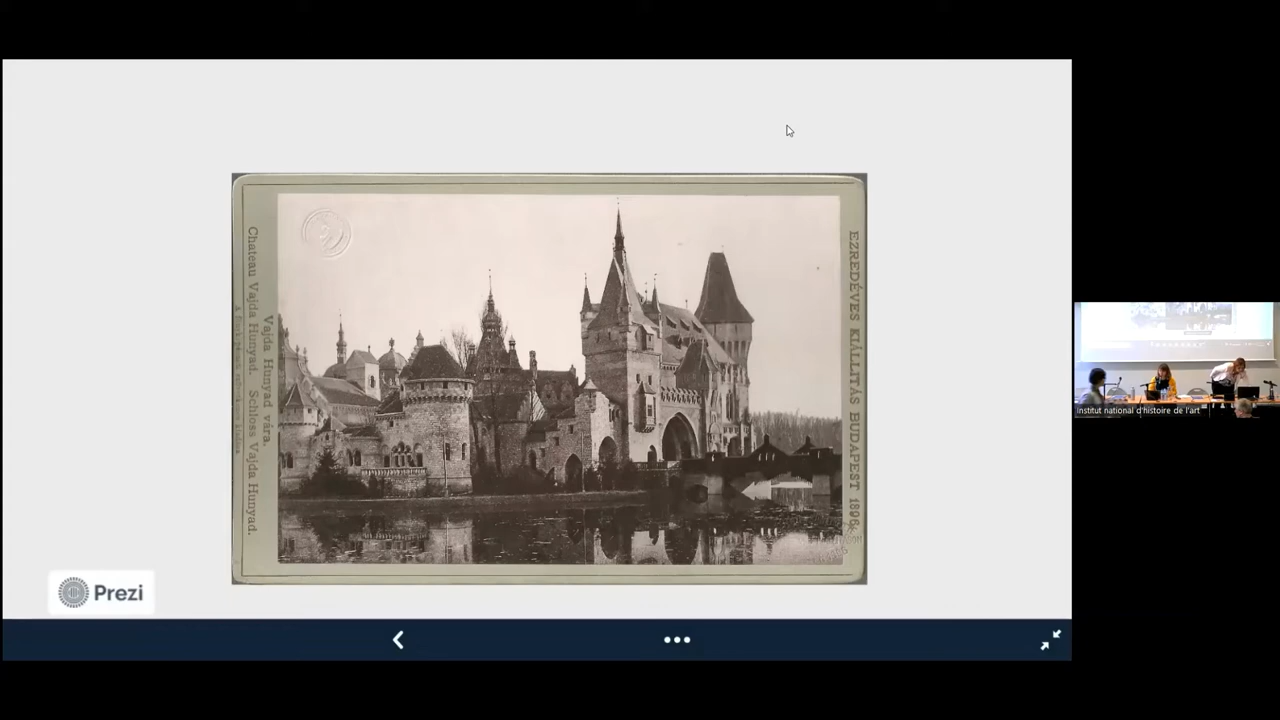 EZREDÉVES KIÁLLITÁS BUDAPEST 1896.
Vajda Hunyad vára.
Chateau Vajda Hunyad. Schloss Vajda Hunyad.
Prezi
Institut national d'histoire de l'art